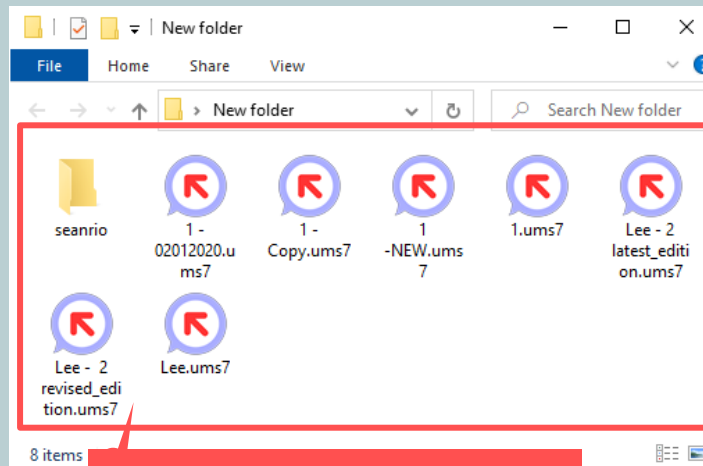 New folder
File Home Share View
New folder
Search New folder
seanrio
1 -
02012020.u
ms7
1 -
Copy.ums7
1
-NEW.ums
7
1.ums7
Lee - 2
latest_editi
on.ums7
Lee - 2
revised_edi
tion.ums7
Lee.ums7
8 items